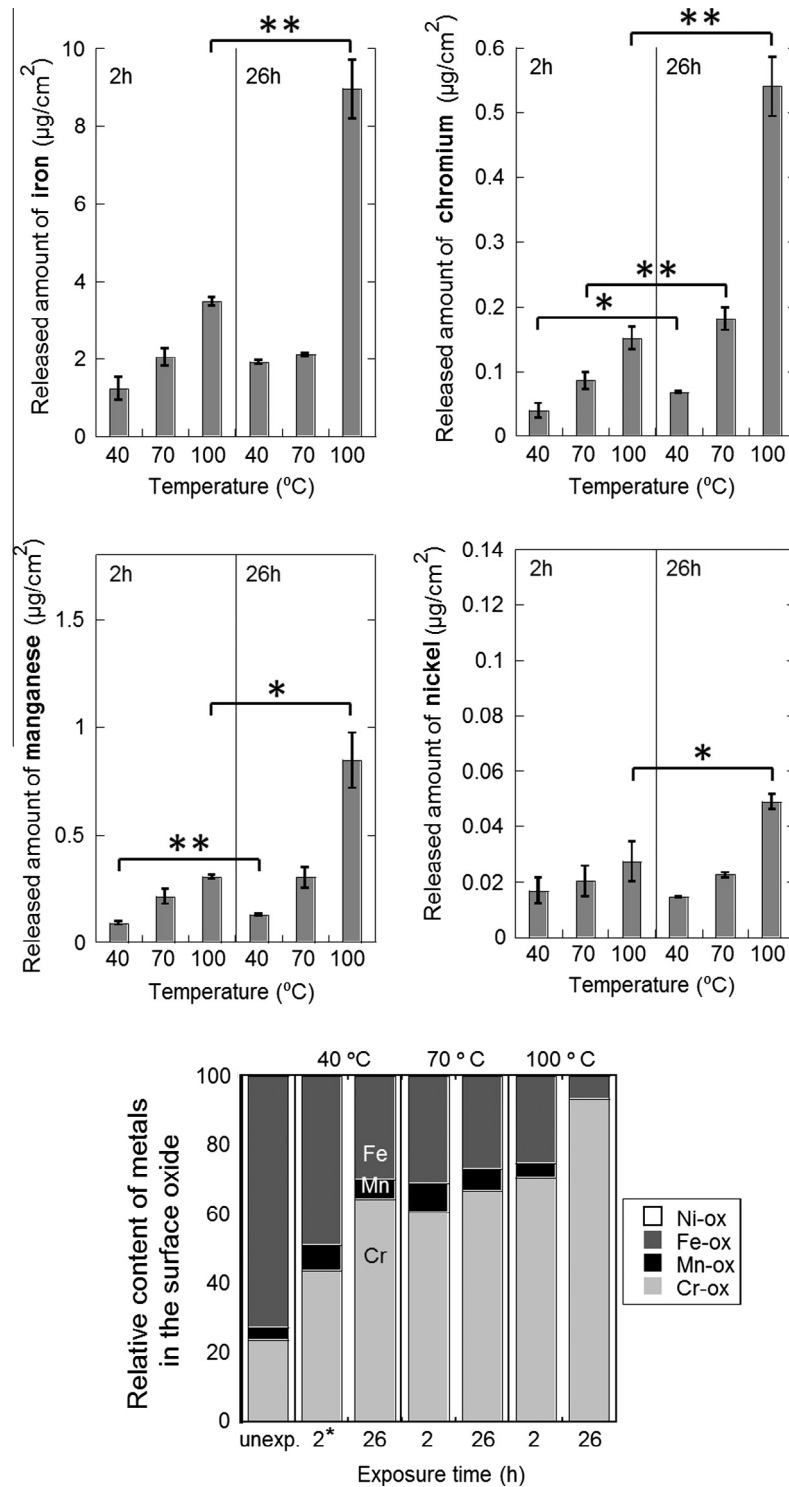 Released amount of iron (µg/cm2)
10
8
6
4
2
0
2h
26h
**
40 70 100 40 70 100
Temperature (ºC)
Released amount of chromium (µg/cm2)
0.6
0.5
0.4
0.3
0.2
0.1
0
2h
26h
**
**
*
40 70 100 40 70 100
Temperature (ºC)
Released amount of manganese (µg/cm2)
1.5
1
0.5
0
2h
26h
*
**
40 70 100 40 70 100
Temperature (ºC)
Released amount of nickel (µg/cm2)
0.14
0.12
0.1
0.08
0.06
0.04
0.02
0
2h
26h
*
40 70 100 40 70 100
Temperature (ºC)
40 ºC 70 ºC 100 ºC
Relative content of metals
in the surface oxide
100
80
60
40
20
0
Fe
Mn
Cr
Ni-ox
Fe-ox
Mn-ox
Cr-ox
unexp. 2* 26 2 26 2 26
Exposure time (h)